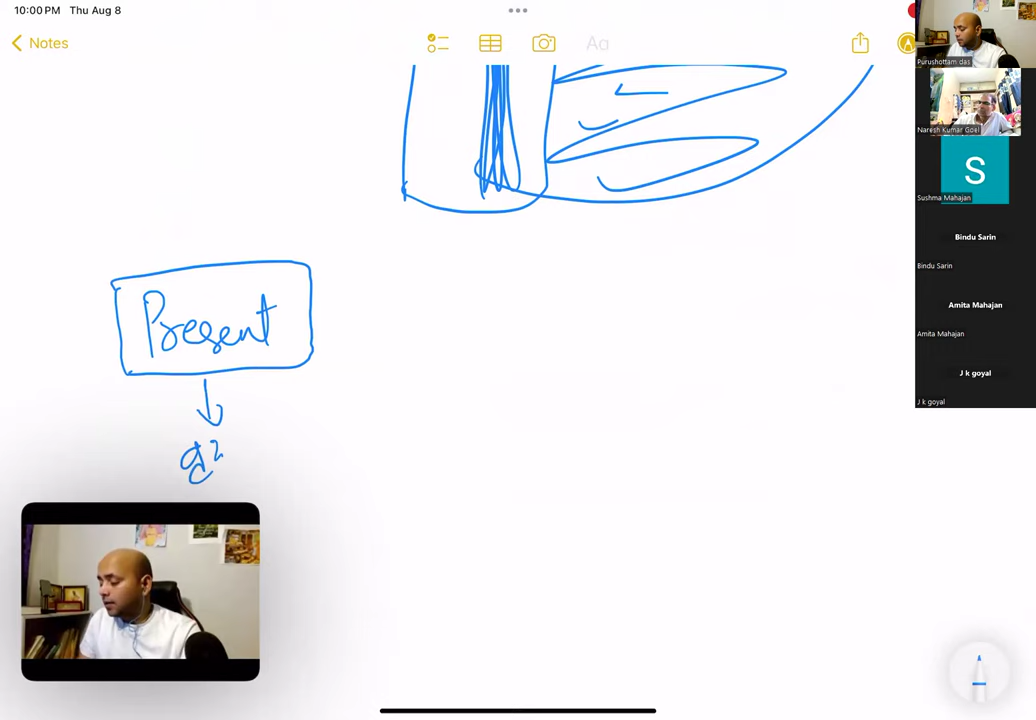 10:00 PM Thu Aug 8
Notes
Aa
Present
Purushottam das
Naresh Kumar Goel
S
Sushma Mahajan
Bindu Sarin
Bindu Sarin
Amita Mahajan
Amita Mahajan
J k goyal
J k goyal